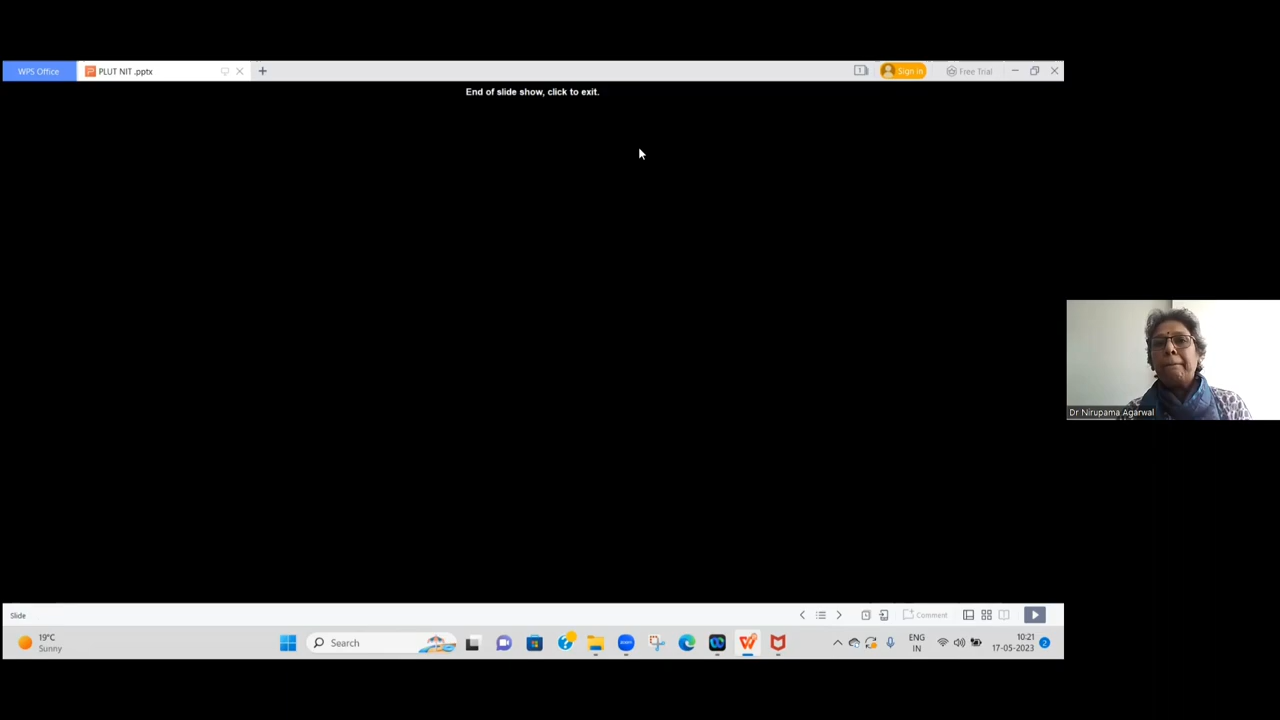 WPS Office
PLUT NIT .pptx
Sign in
Free Trial
End of slide show, click to exit.
Dr Nirupama Agarwal
Slide
Comment
19°C
Sunny
Search
ENG
IN
10:21
17-05-2023
2